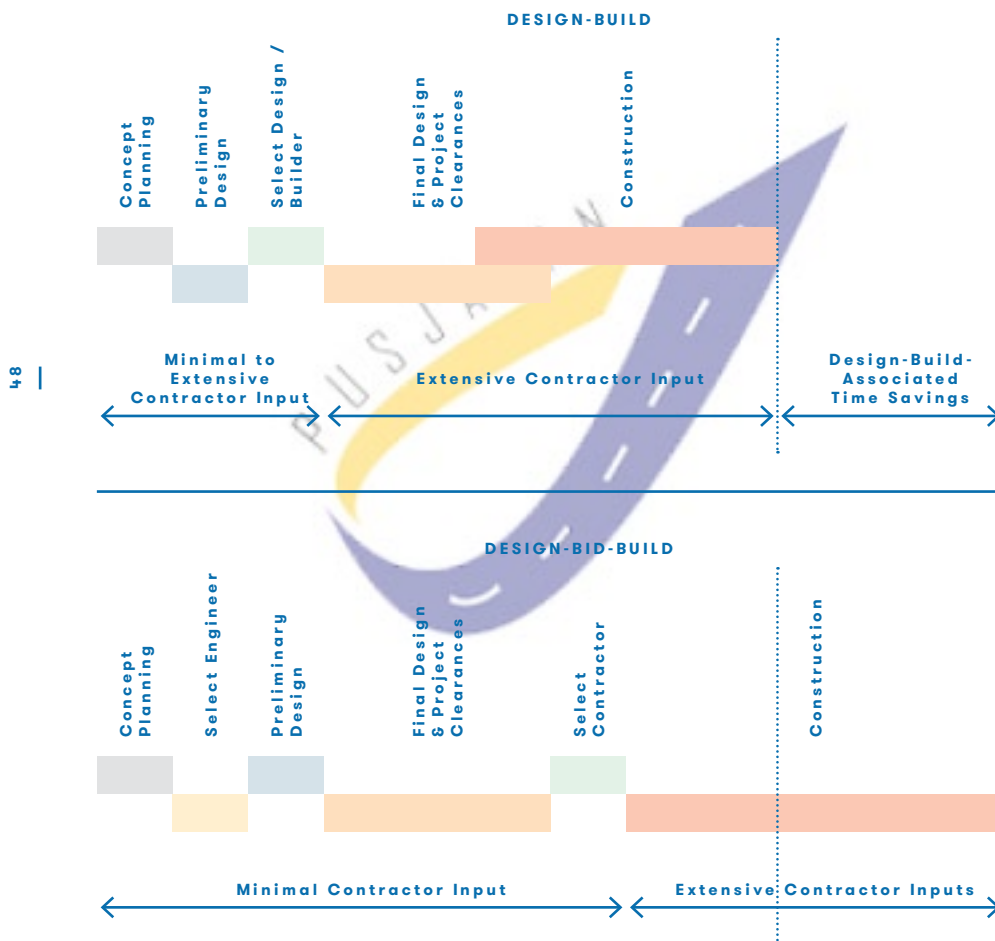 DESIGN-BUILD
Concept
Planning
Preliminary
Design
Select Design /
Builder
Final Design
& Project
Clearances
Construction
PUSJATAN
Minimal to
Extensive
Contractor Input
Extensive Contractor Input
Design-Build-
Associated
Time Savings
48
DESIGN-BID-BUILD
Concept
Planning
Select Engineer
Preliminary
Design
Final Design
& Project
Clearances
Select
Contractor
Construction
Minimal Contractor Input
Extensive Contractor Inputs